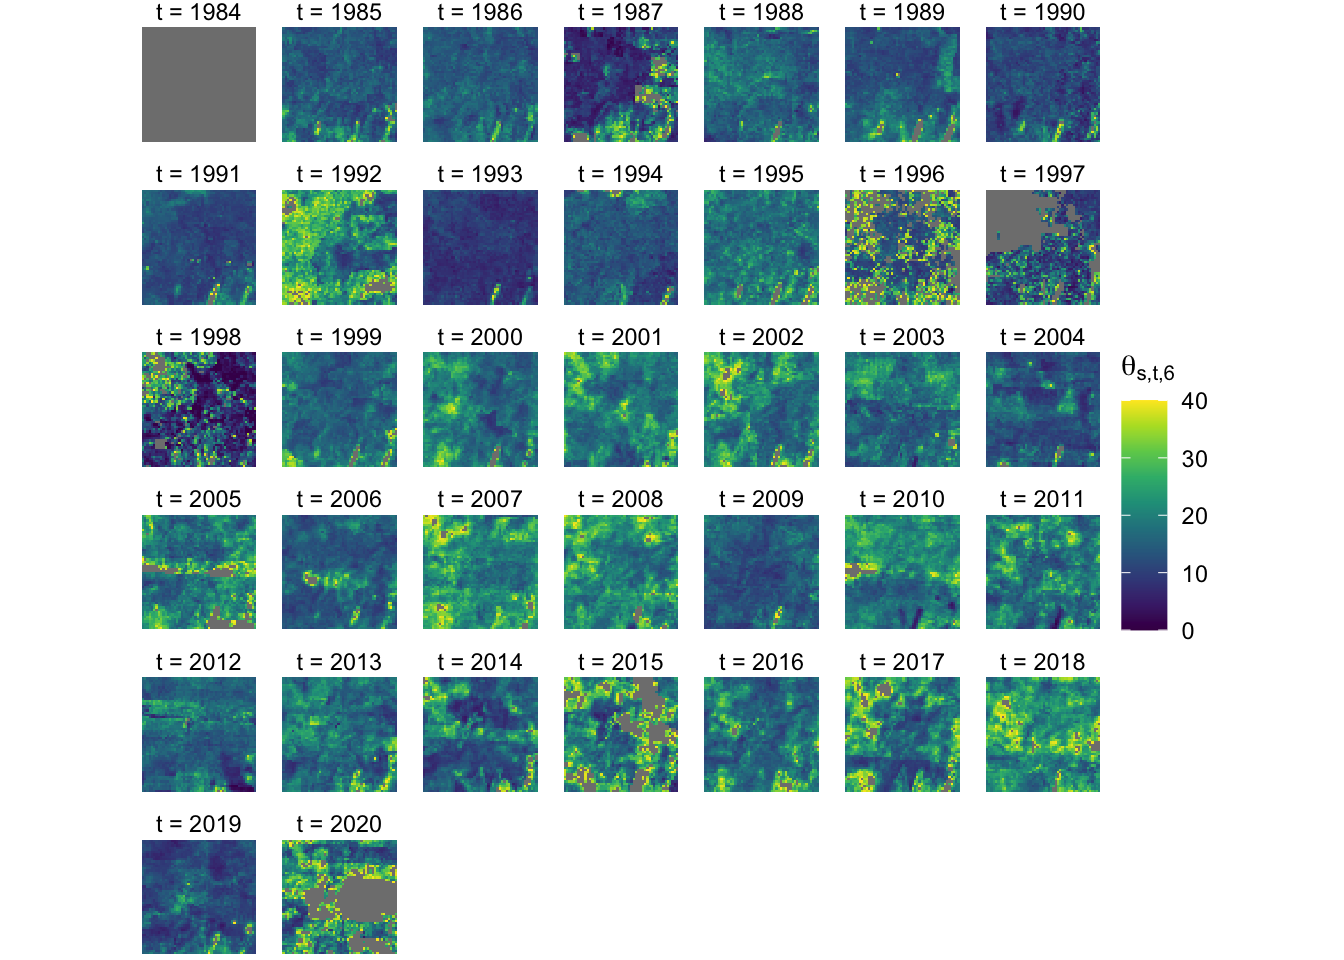 t = 1984 t = 1985 t = 1986 t = 1987 t = 1988 t = 1989 t = 1990
t = 1991 t = 1992 t = 1993 t = 1994 t = 1995 t = 1996 t = 1997
t = 1998 t = 1999 t = 2000 t = 2001 t = 2002 t = 2003 t = 2004
θs,t,6
40
30
20
10
0
t = 2005 t = 2006 t = 2007 t = 2008 t = 2009 t = 2010 t = 2011
t = 2012 t = 2013 t = 2014 t = 2015 t = 2016 t = 2017 t = 2018
t = 2019 t = 2020